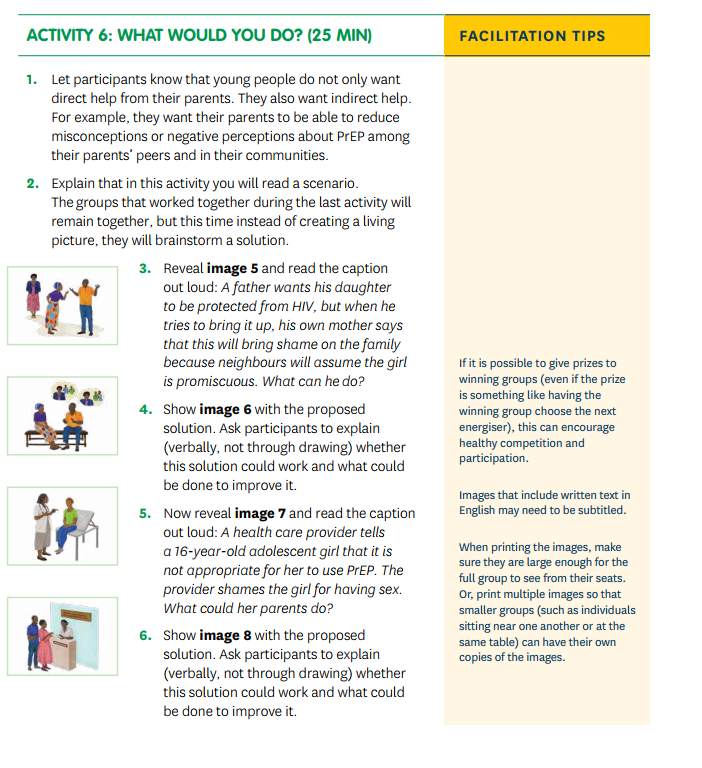 ACTIVITY 6: WHAT WOULD YOU DO? (25 MIN)
1. Let participants know that young people do not only want
direct help from their parents. They also want indirect help.
For example, they want their parents to be able to reduce
misconceptions or negative perceptions about PrEP among
their parents’ peers and in their communities.
2. Explain that in this activity you will read a scenario.
The groups that worked together during the last activity will
remain together, but this time instead of creating a living
picture, they will brainstorm a solution.
3. Reveal image 5 and read the caption
out loud: A father wants his daughter
to be protected from HIV, but when he
tries to bring it up, his own mother says
that this will bring shame on the family
because neighbours will assume the girl
is promiscuous. What can he do?
4. Show image 6 with the proposed
solution. Ask participants to explain
(verbally, not through drawing) whether
this solution could work and what could
be done to improve it.
5. Now reveal image 7 and read the caption
out loud: A health care provider tells
a 16-year-old adolescent girl that it is
not appropriate for her to use PrEP. The
provider shames the girl for having sex.
What could her parents do?
6. Show image 8 with the proposed
solution. Ask participants to explain
(verbally, not through drawing) whether
this solution could work and what could
be done to improve it.
FACILITATION TIPS
If it is possible to give prizes to
winning groups (even if the prize
is something like having the
winning group choose the next
energiser), this can encourage
healthy competition and
participation.
Images that include written text in
English may need to be subtitled.
When printing the images, make
sure they are large enough for the
full group to see from their seats.
Or, print multiple images so that
smaller groups (such as individuals
sitting near one another or at the
same table) can have their own
copies of the images.